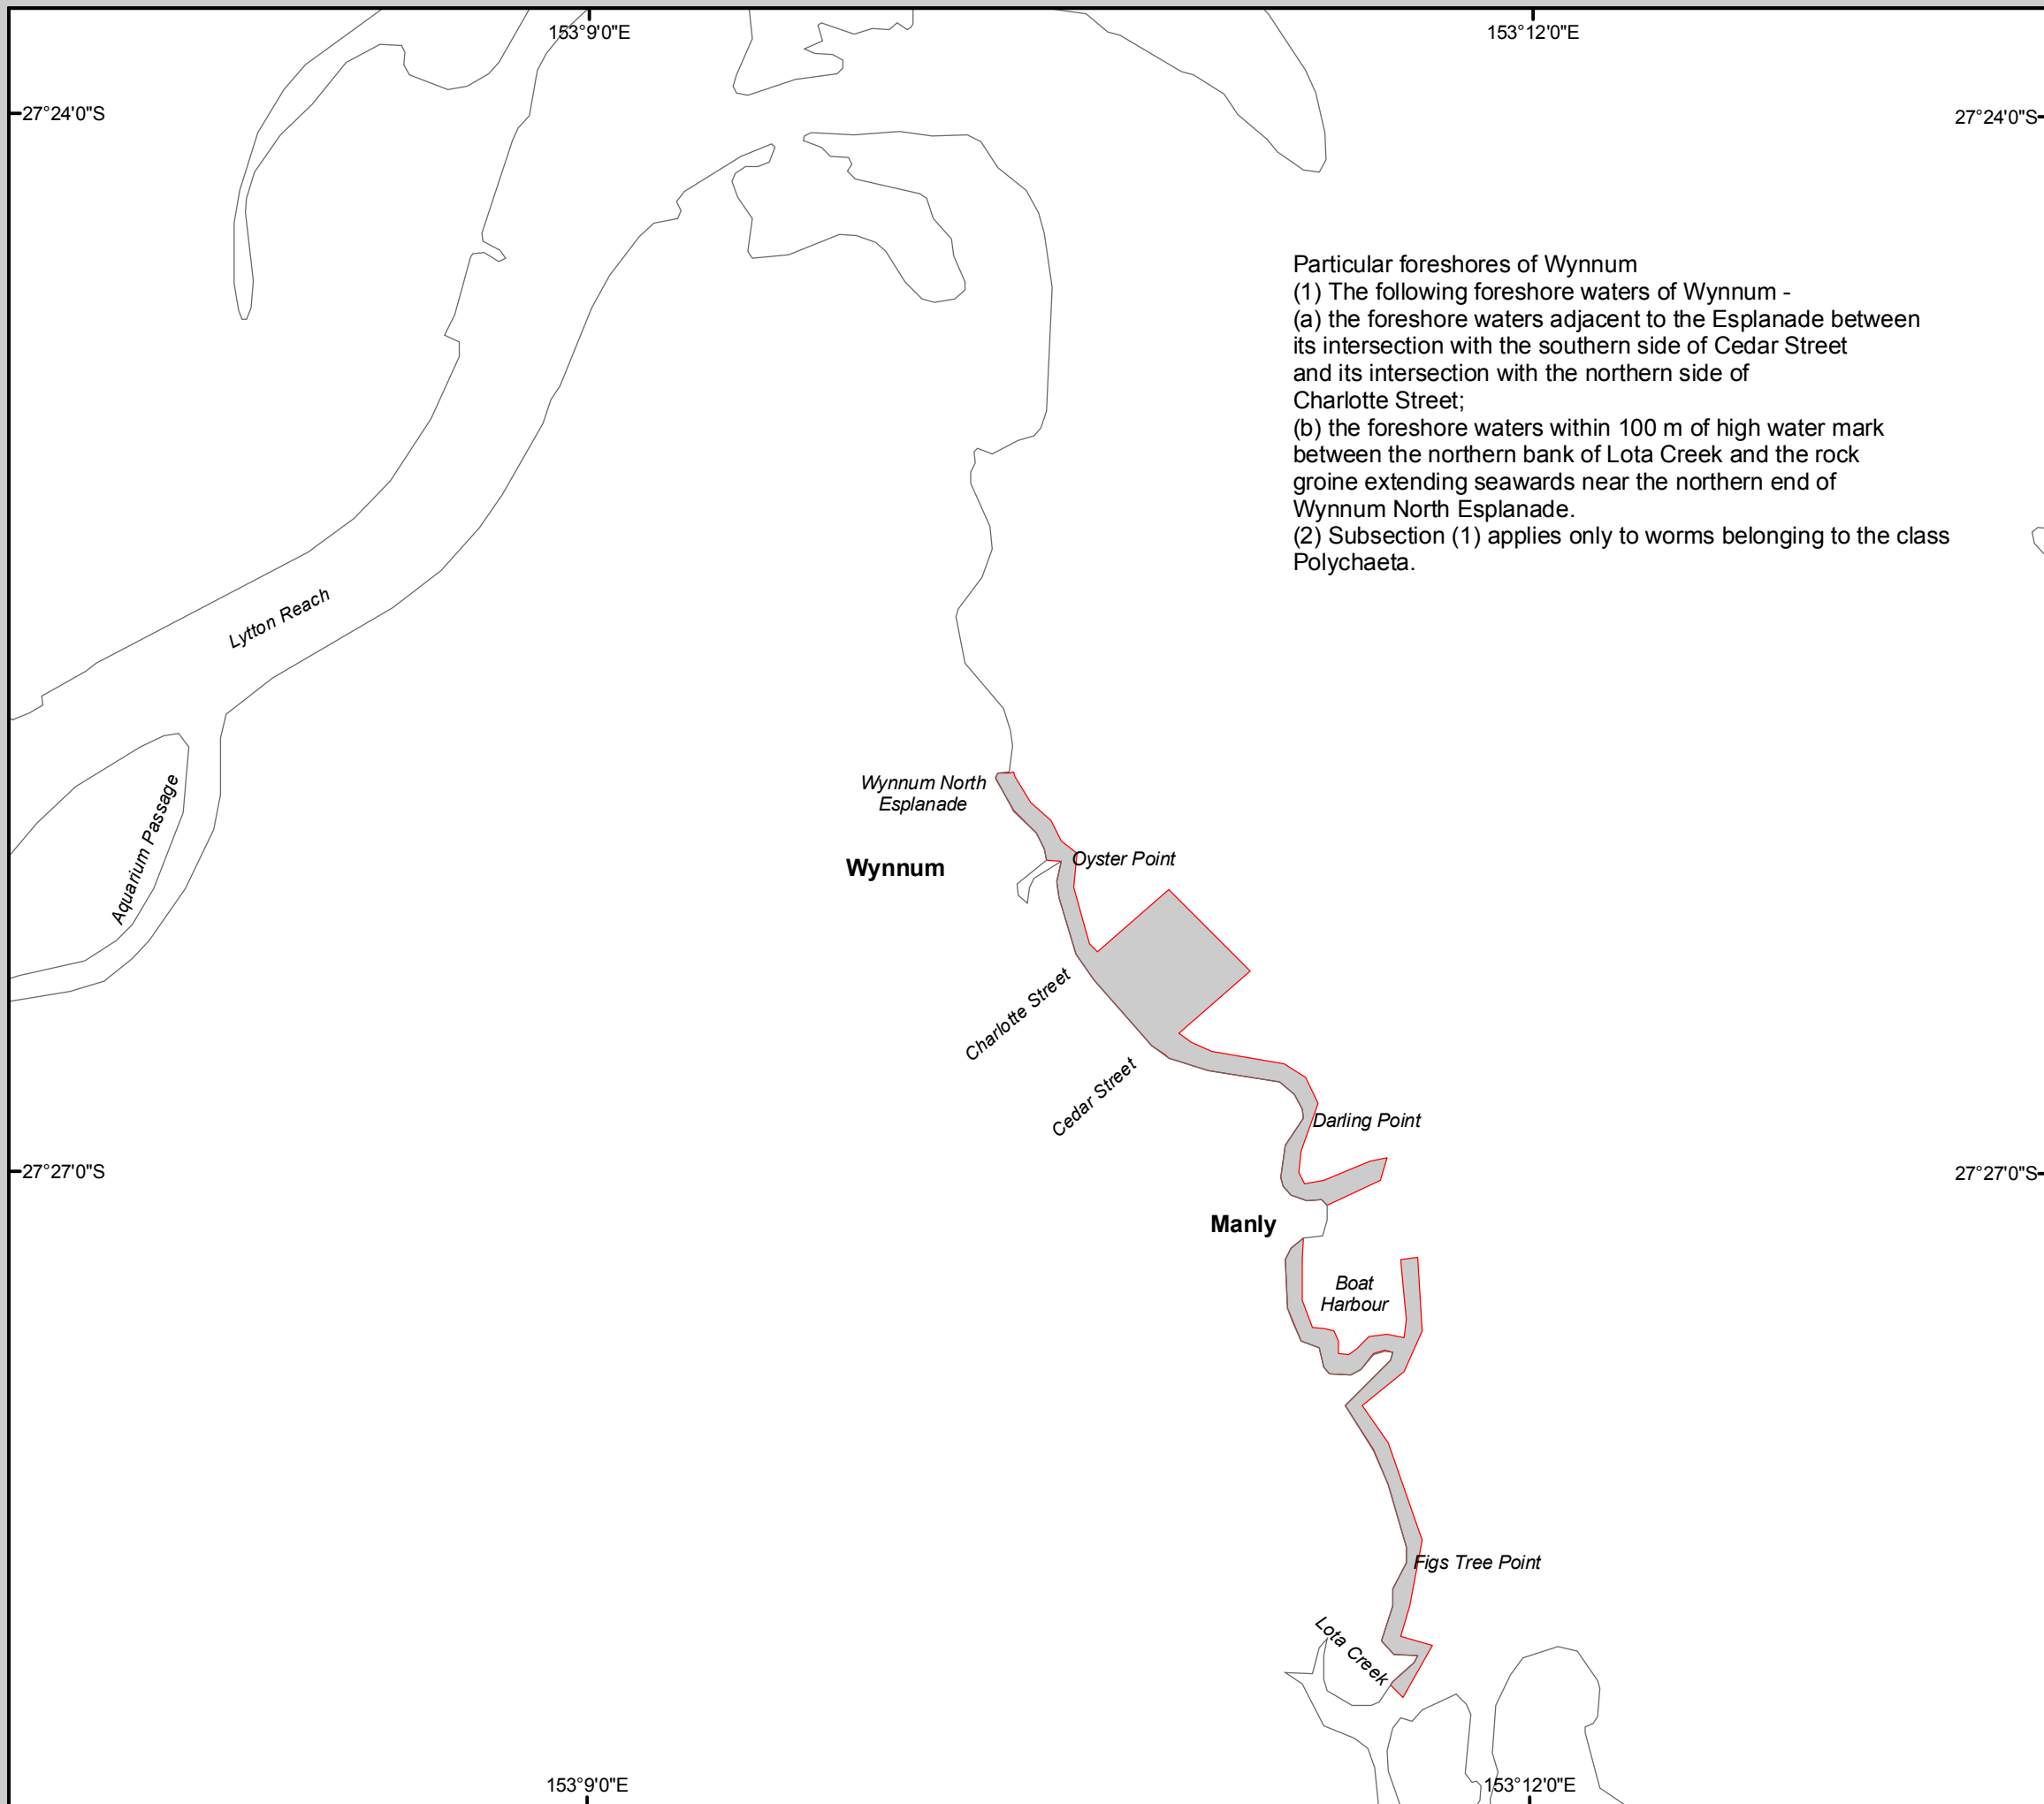 153°9'0"E
153°12'0"E
27°24'0"S
27°24'0"S
Particular foreshores of Wynnum
(1) The following foreshore waters of Wynnum -
(a) the foreshore waters adjacent to the Esplanade between
its intersection with the southern side of Cedar Street
and its intersection with the northern side of
Charlotte Street;
(b) the foreshore waters within 100 m of high water mark
between the northern bank of Lota Creek and the rock
groine extending seawards near the northern end of
Wynnum North Esplanade.
(2) Subsection (1) applies only to worms belonging to the class
Polychaeta.
Lytton Reach
Aquarium Passage
Wynnum North
Esplanade
Oyster Point
Wynnum
Charlotte Street
Cedar Street
Darling Point
27°27'0"S
27°27'0"S
Manly
Boat
Harbour
Figs Tree Point
Lota Creek
153°9'0"E
153°12'0"E